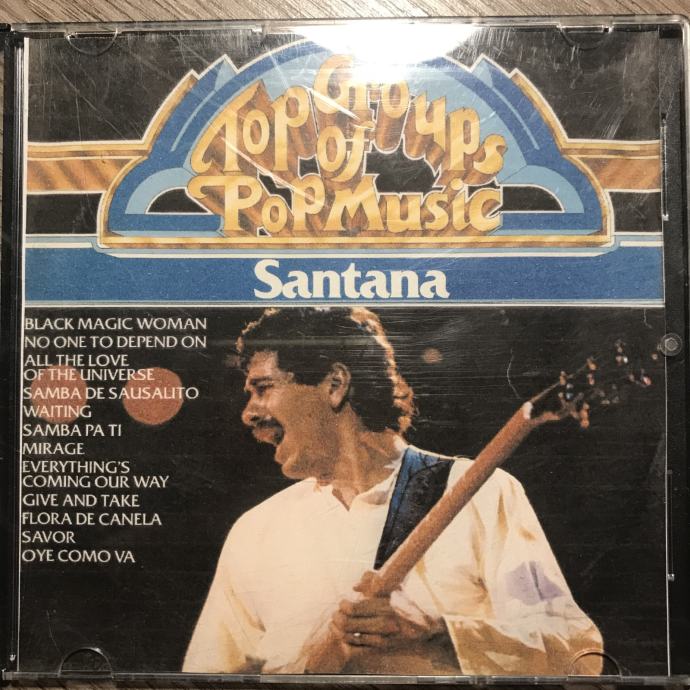 Top Groups
of
Pop Music
Santana
BLACK MAGIC WOMAN
NO ONE TO DEPEND ON
ALL THE LOVE
OF THE UNIVERSE
SAMBA DE SAUSALITO
WAITING
SAMBA PA TI
MIRAGE
EVERYTHING'S
COMING OUR WAY
GIVE AND TAKE
FLORA DE CANELA
SAVOR
OYE COMO VA